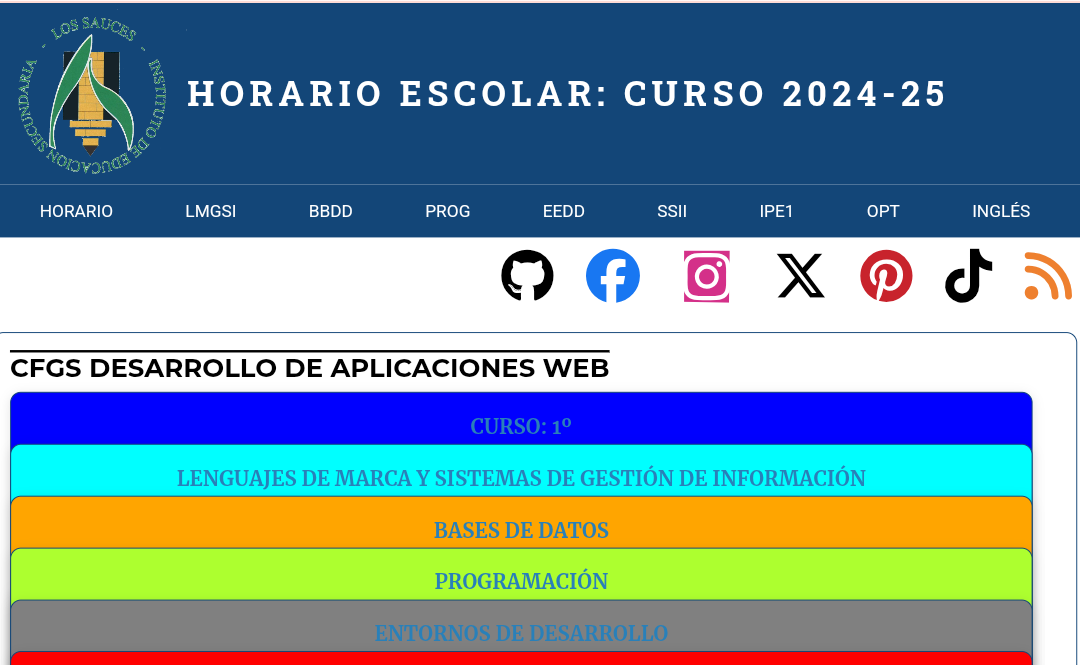 - LOS SAUCES -
INSTITUTO DE EDUCACION SECUNDARIA
HORARIO ESCOLAR: CURSO 2024-25
HORARIO LMGSI BBDD PROG EEDD SSII IPE1 OPT INGLÉS
CFGS DESARROLLO DE APLICACIONES WEB
CURSO: 1º
LENGUAJES DE MARCA Y SISTEMAS DE GESTIÓN DE INFORMACIÓN
BASES DE DATOS
PROGRAMACIÓN
ENTORNOS DE DESARROLLO